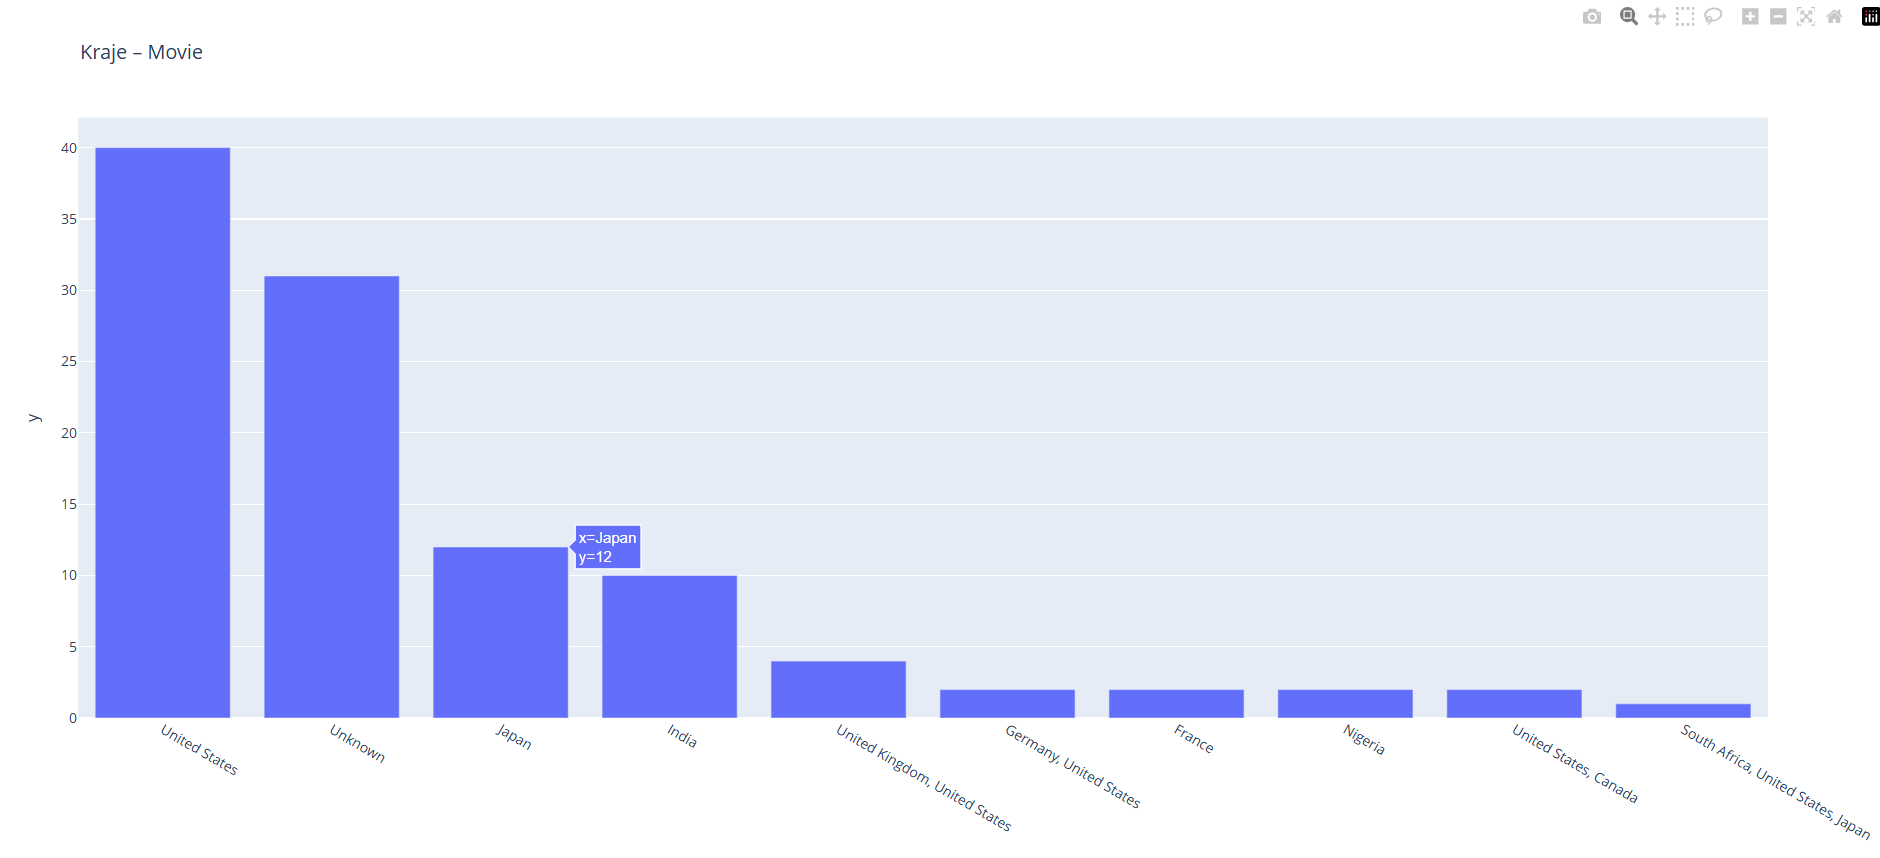 Kraje – Movie
40
35
30
25
20
15
10
5
0
y
x=Japan
y=12
United States
Unknown
Japan
India
United Kingdom, United States
Germany, United States
France
Nigeria
United States, Canada
South Africa, United States, Japan